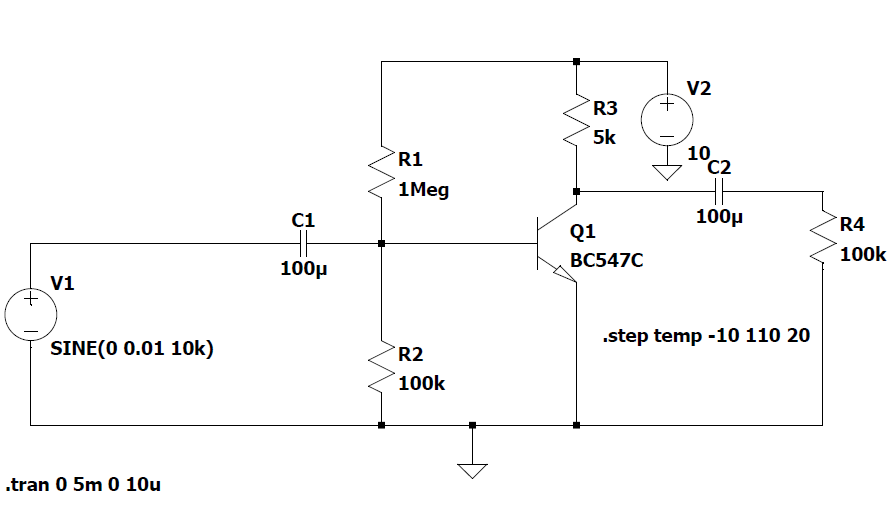 V2
R3
5k
10
C2
R1
1Meg
C1
100µ
100µ
R4
100k
Q1
BC547C
V1
SINE(0 0.01 10k)
.step temp -10 110 20
R2
100k
.tran 0 5m 0 10u